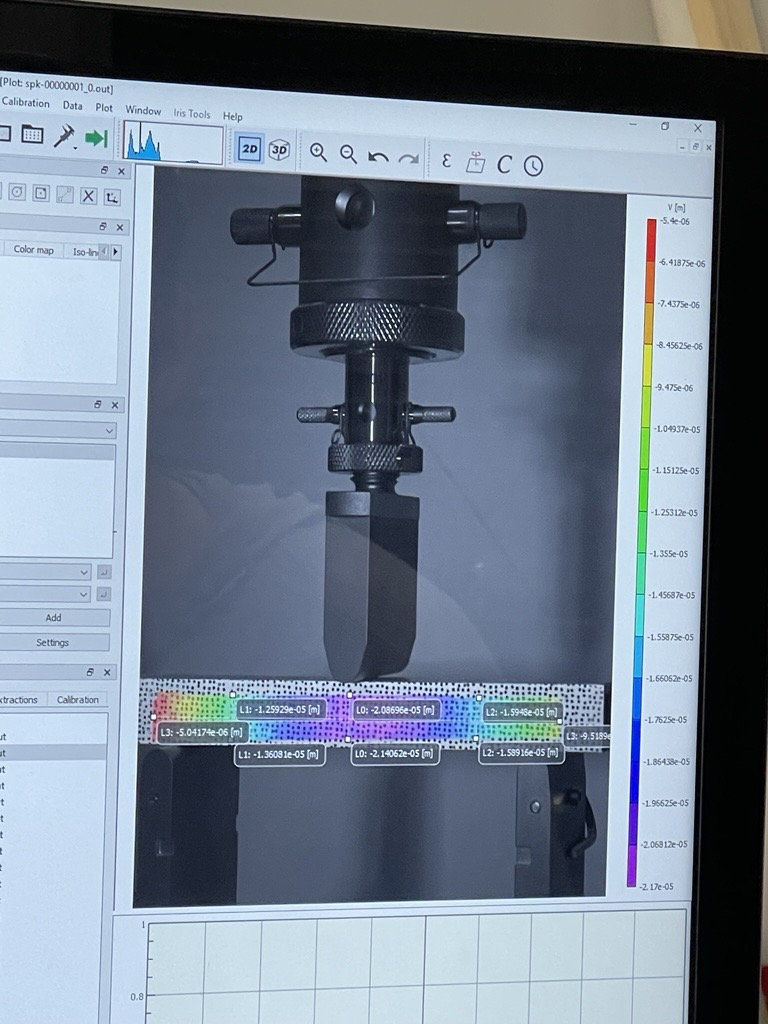 [Plot: spk-00000001_0.out]
Calibration Data Plot Window Iris Tools Help
2D 3D ε C
Color map Iso-lin
V [m]
-5.4e-06
-6.41875e-06
-7.4375e-06
-8.45625e-06
-9.475e-06
-1.04937e-05
-1.15125e-05
-1.25312e-05
-1.355e-05
-1.45687e-05
-1.55875e-05
-1.66062e-05
-1.7625e-05
-1.86438e-05
-1.96625e-05
-2.06812e-05
-2.17e-05
Add
Settings
xtractions Calibration
ut
ut
L1: -1.25929e-05 [m] L0: -2.08696e-05 [m] L2: -1.5948e-05 [m]
L3: -5.04174e-06 [m] L3: -9.5189e
L1: -1.36081e-05 [m] L0: -2.14062e-05 [m] L2: -1.58916e-05 [m]
1
0.8